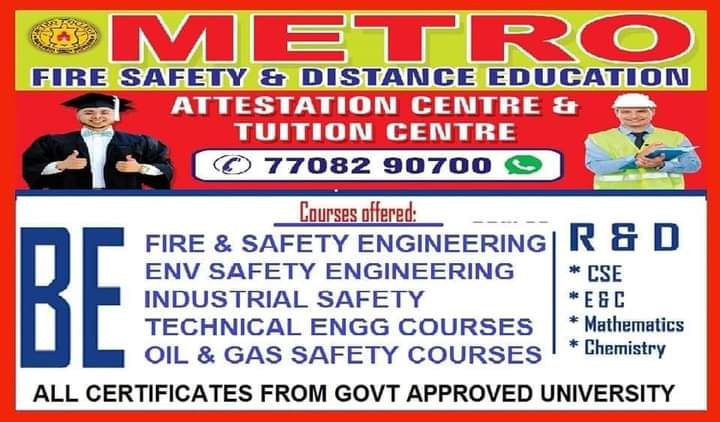 METRO
FIRE SAFETY & DISTANCE EDUCATION
ATTESTATION CENTRE &
TUITION CENTRE
77082 90700
Courses offered:
BE
FIRE & SAFETY ENGINEERING
ENV SAFETY ENGINEERING
INDUSTRIAL SAFETY
TECHNICAL ENGG COURSES
OIL & GAS SAFETY COURSES
R & D
* CSE
* E & C
* Mathematics
* Chemistry
ALL CERTIFICATES FROM GOVT APPROVED UNIVERSITY